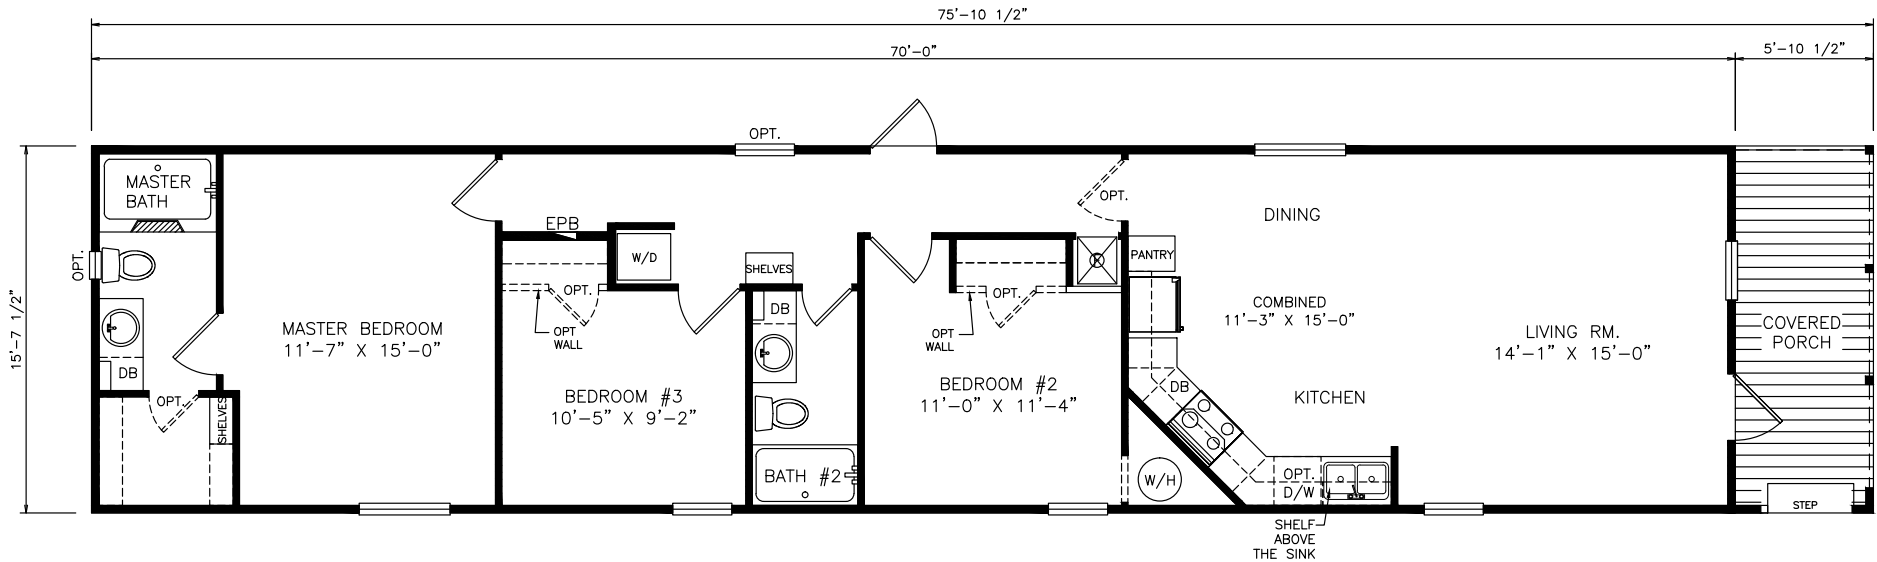 75'-10 1/2"
70'-0"
5'-10 1/2"
15'-7 1/2"
OPT.
MASTER
BATH
OPT.
DB
OPT.
SHELVES
MASTER BEDROOM
11'-7" X 15'-0"
EPB
W/D
OPT.
OPT
WALL
BEDROOM #3
10'-5" X 9'-2"
SHELVES
DB
BATH #2
OPT.
OPT.
OPT
WALL
BEDROOM #2
11'-0" X 11'-4"
DINING
PANTRY
COMBINED
11'-3" X 15'-0"
DB
KITCHEN
W/H
OPT.
D/W
SHELF
ABOVE
THE SINK
LIVING RM.
14'-1" X 15'-0"
COVERED
PORCH
STEP